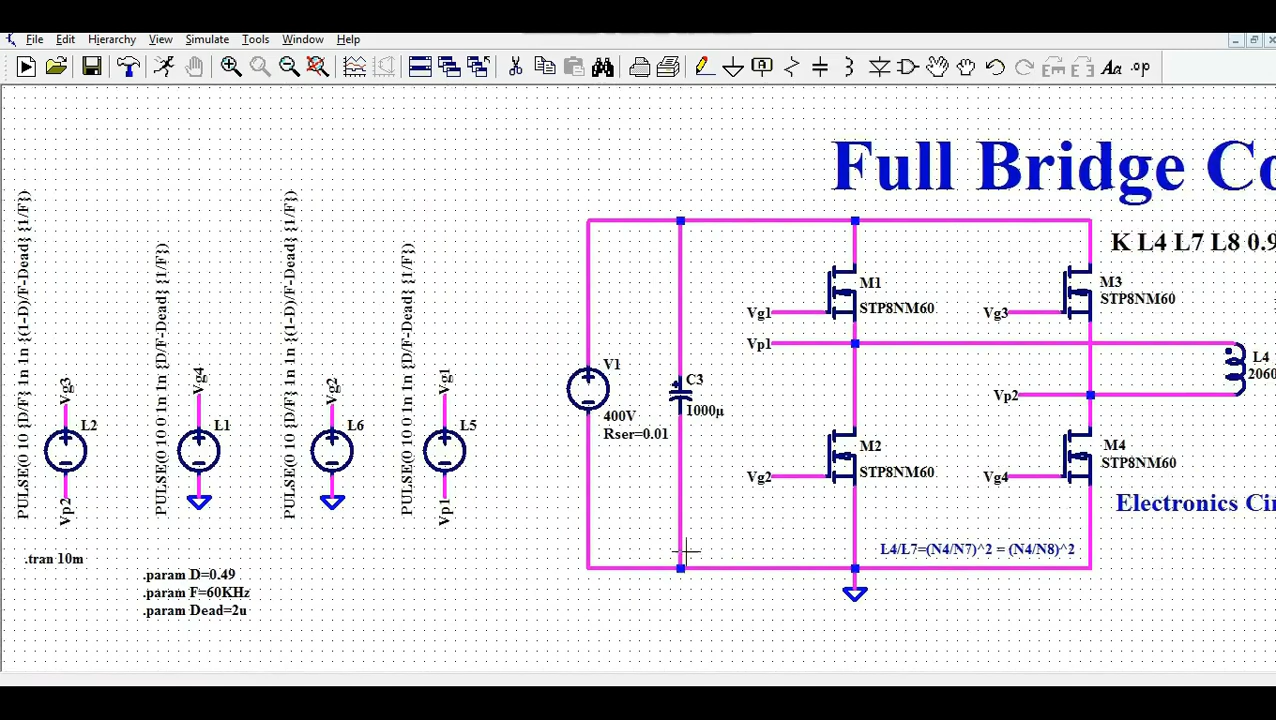 File Edit Hierarchy View Simulate Tools Window Help
Full Bridge Co
K L4 L7 L8 0.9
PULSE(0 10 {D/F} 1n 1n {(1-D)/F-Dead} {1/F})
Vg3
L2
Vp2
PULSE(0 10 0 1n 1n {D/F-Dead} {1/F})
Vg4
L1
PULSE(0 10 {D/F} 1n 1n {(1-D)/F-Dead} {1/F})
Vg2
L6
PULSE(0 10 0 1n 1n {D/F-Dead} {1/F})
Vg1
L5
Vp1
.tran 10m
.param D=0.49
.param F=60KHz
.param Dead=2u
V1
400V
Rser=0.01
C3
1000µ
M1
STP8NM60
Vg1
Vp1
M3
STP8NM60
Vg3
L4
2060
Vp2
M2
STP8NM60
Vg2
M4
STP8NM60
Vg4
Electronics Cir
L4/L7=(N4/N7)^2 = (N4/N8)^2
Aa .op